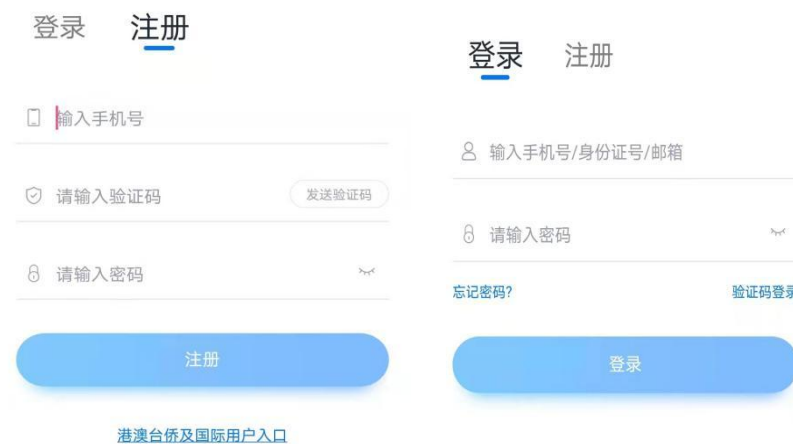 登录 注册
输入手机号
请输入验证码 发送验证码
请输入密码
注册
港澳台侨及国际用户入口
登录 注册
输入手机号/身份证号/邮箱
请输入密码
忘记密码? 验证码登录
登录